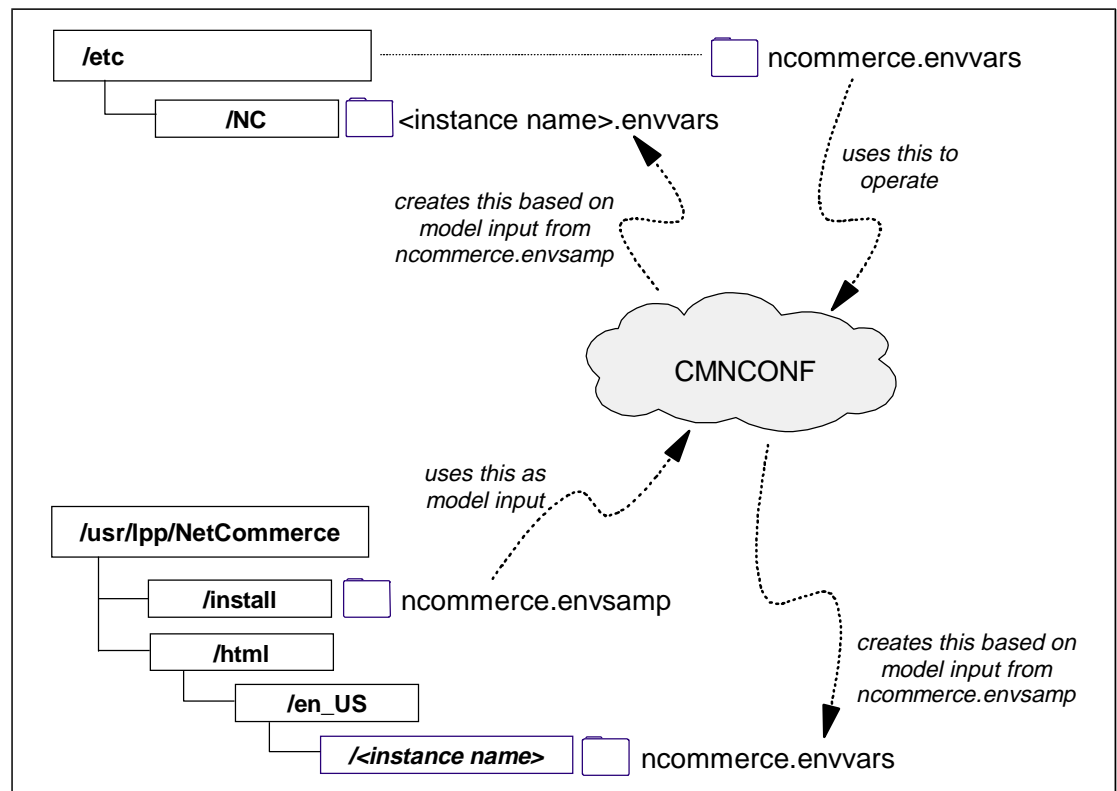 /etc
ncommerce.envvars
/NC
<instance name>.envvars
uses this to
operate
creates this based on
model input from
ncommerce.envsamp
CMNCONF
uses this as
model input
/usr/lpp/NetCommerce
/install
ncommerce.envsamp
/html
creates this based on
model input from
ncommerce.envsamp
/en_US
/<instance name>
ncommerce.envvars